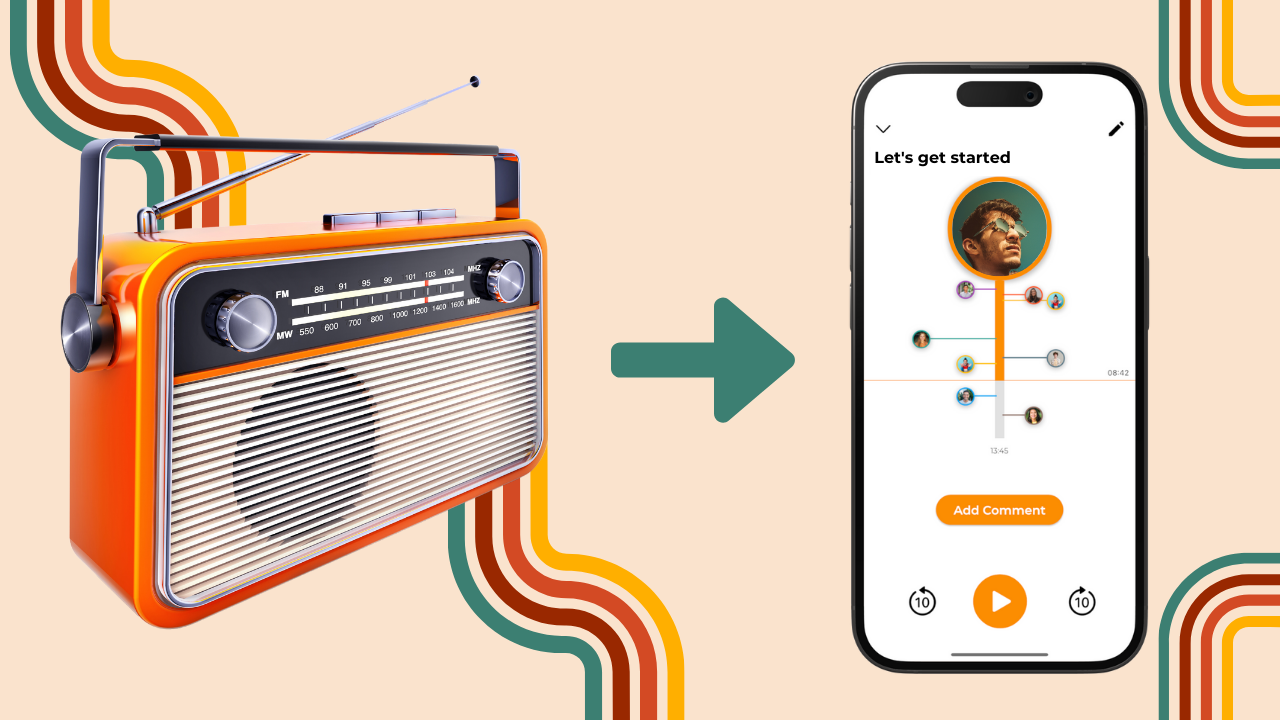 FM 88 91 95 99 101 103 104 MHZ
MW 550 600 700 800 1000 1200 1400 1600 MHZ
Let's get started
08:42
13:45
Add Comment
10 10